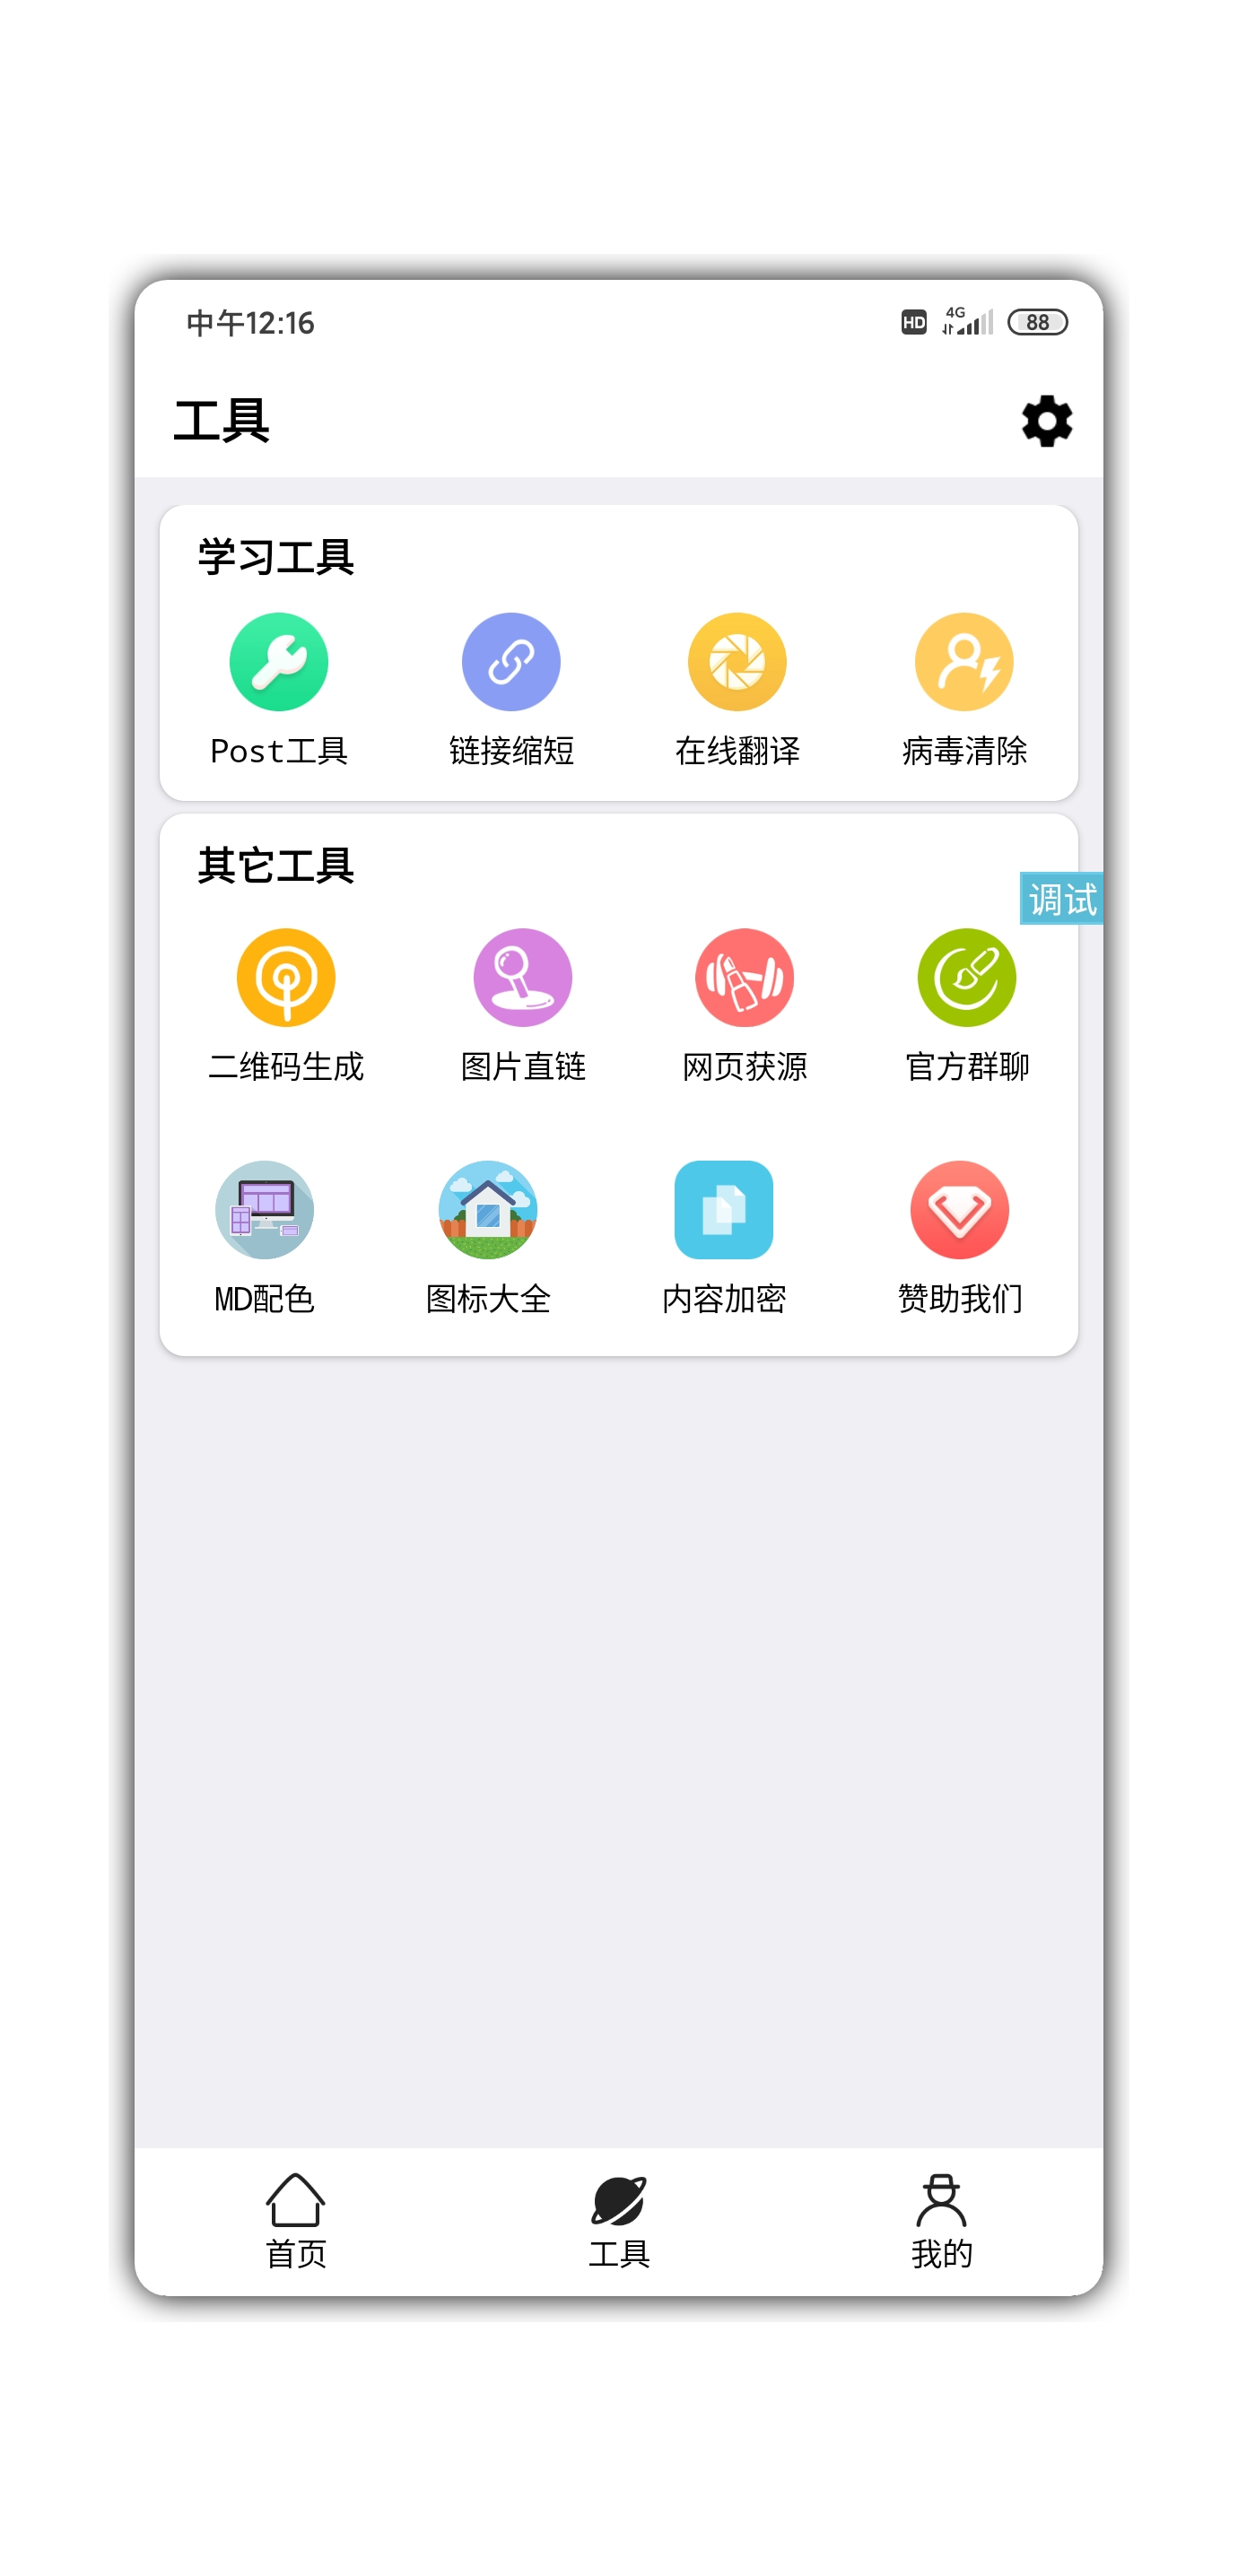 中午12:16
HD 4G 88
工具
学习工具
Post工具 链接缩短 在线翻译 病毒清除
其它工具
调试
二维码生成 图片直链 网页获源 官方群聊
MD配色 图标大全 内容加密 赞助我们
首页 工具 我的